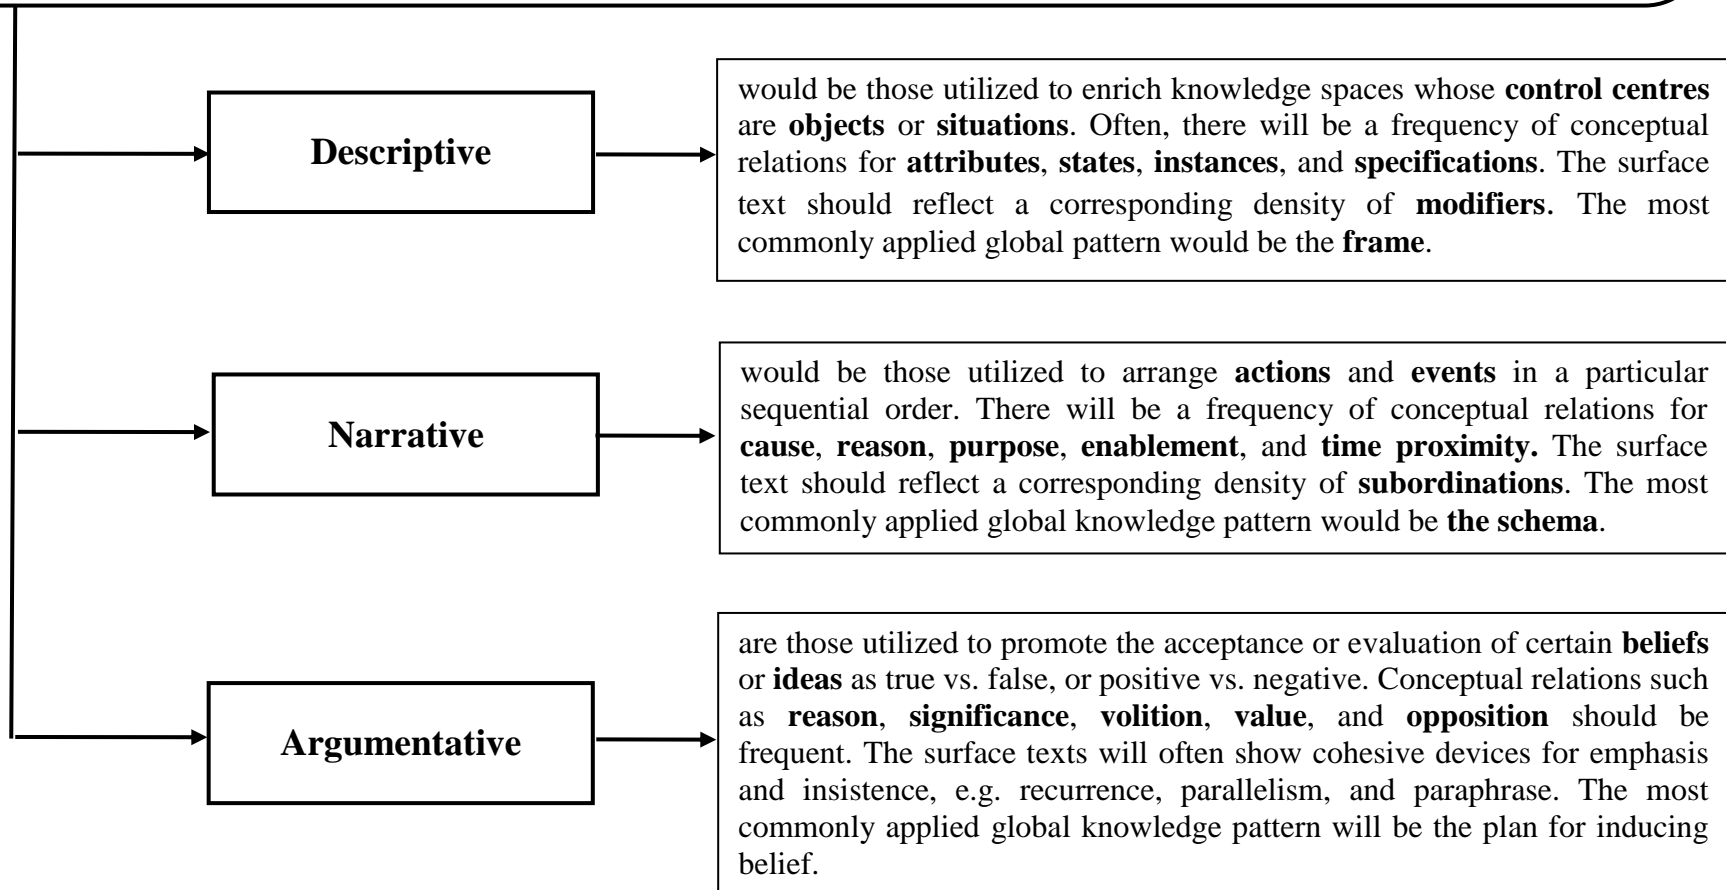 Descriptive
would be those utilized to enrich knowledge spaces whose control centres
are objects or situations. Often, there will be a frequency of conceptual
relations for attributes, states, instances, and specifications. The surface
text should reflect a corresponding density of modifiers. The most
commonly applied global pattern would be the frame.
Narrative
would be those utilized to arrange actions and events in a particular
sequential order. There will be a frequency of conceptual relations for
cause, reason, purpose, enablement, and time proximity. The surface
text should reflect a corresponding density of subordinations. The most
commonly applied global knowledge pattern would be the schema.
Argumentative
are those utilized to promote the acceptance or evaluation of certain beliefs
or ideas as true vs. false, or positive vs. negative. Conceptual relations such
as reason, significance, volition, value, and opposition should be
frequent. The surface texts will often show cohesive devices for emphasis
and insistence, e.g. recurrence, parallelism, and paraphrase. The most
commonly applied global knowledge pattern will be the plan for inducing
belief.